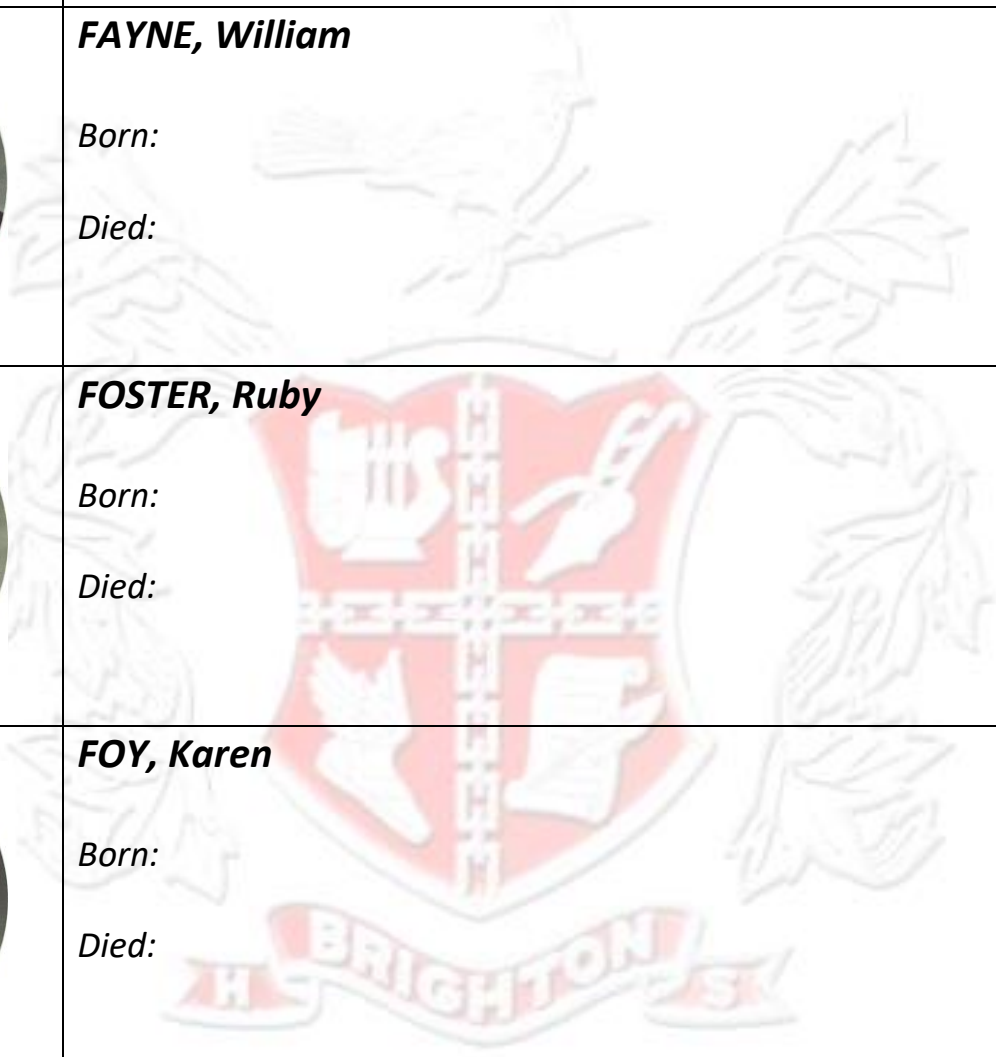 FAYNE, William
Born:
Died:
FOSTER, Ruby
Born:
Died:
FOY, Karen
Born:
Died:
H BRIGHTON S